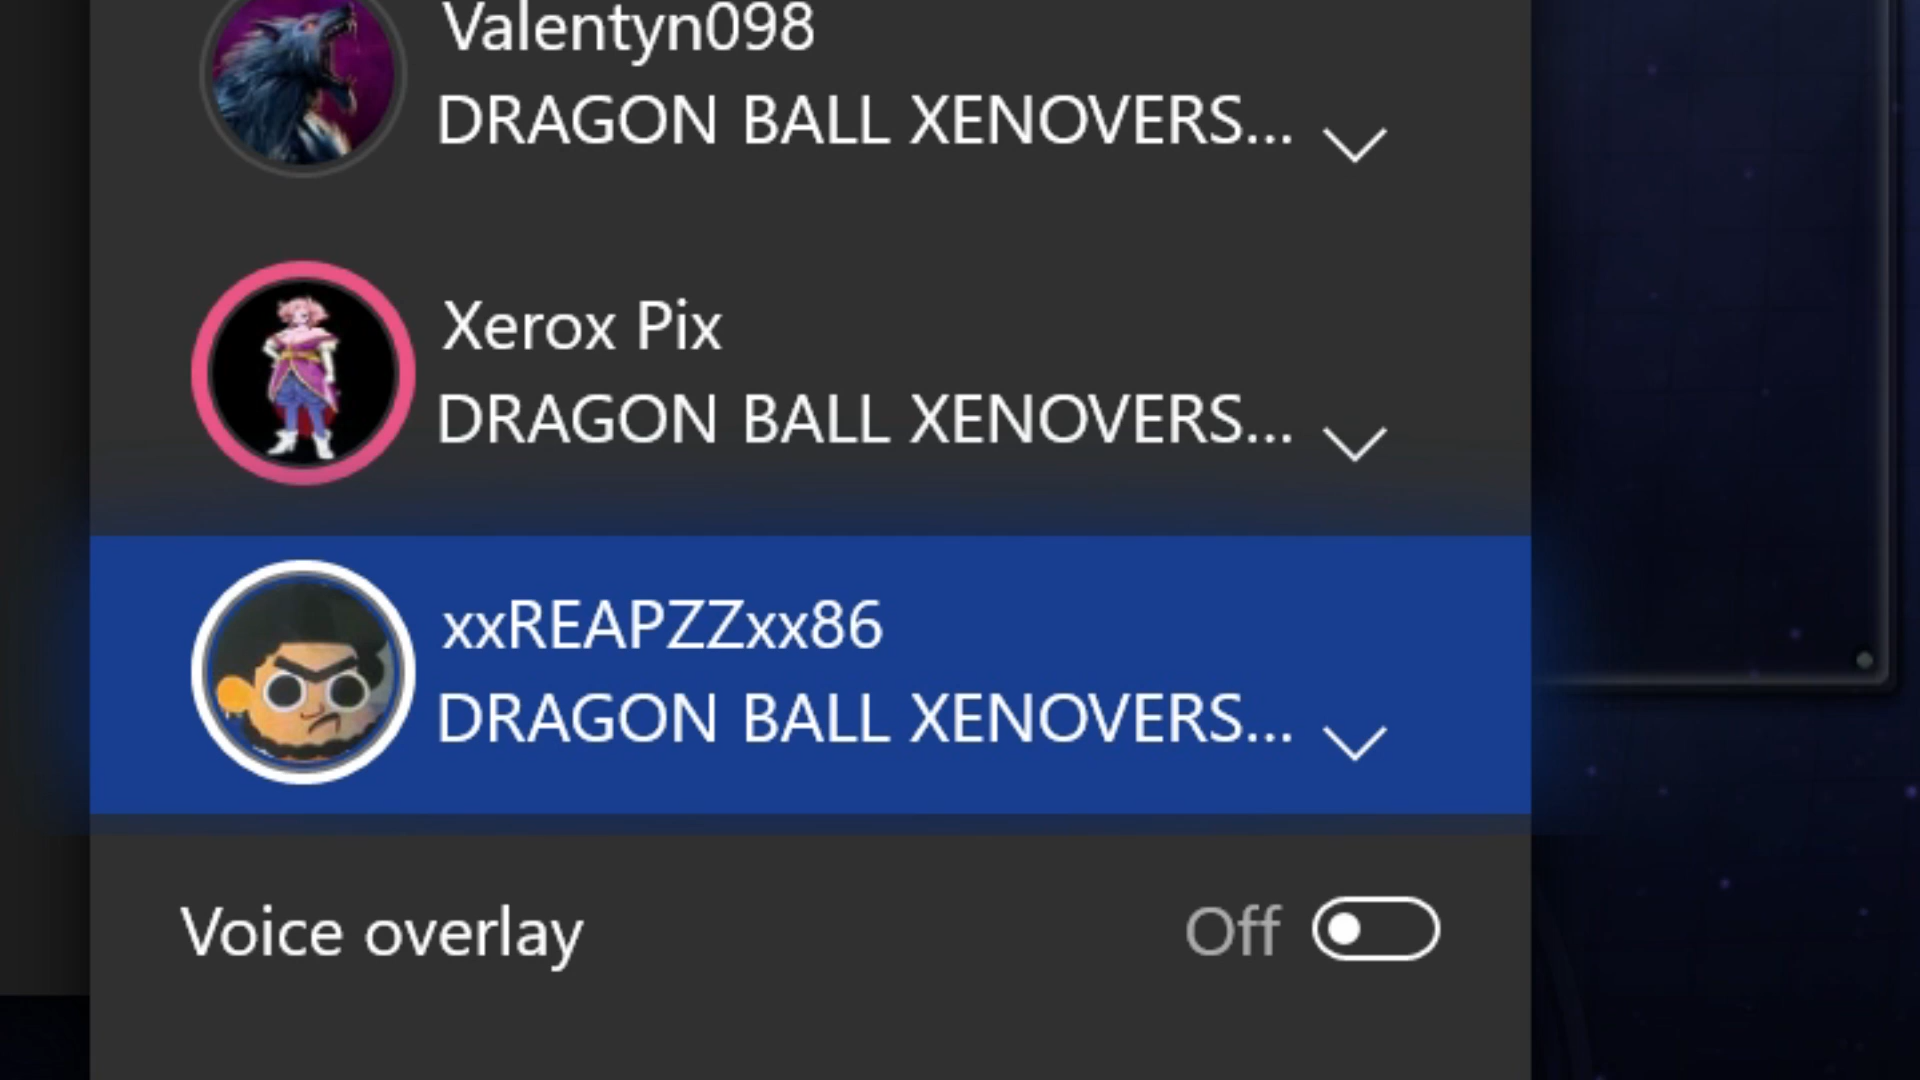 Valentyn098
DRAGON BALL XENOVERS...
Xerox Pix
DRAGON BALL XENOVERS...
xxREAPZZxx86
DRAGON BALL XENOVERS...
Voice overlay
Off